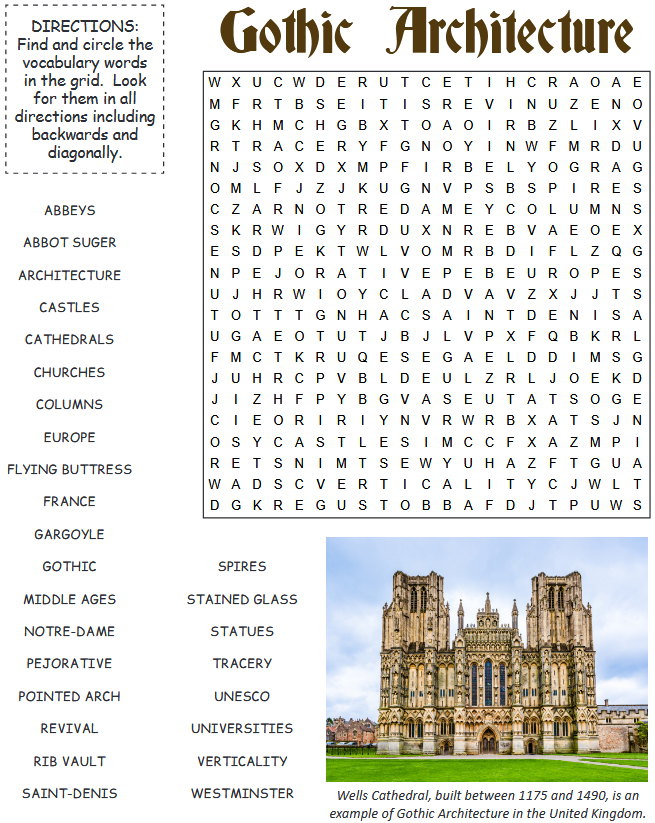 Gothic Architecture
DIRECTIONS:
Find and circle the
vocabulary words
in the grid. Look
for them in all
directions including
backwards and
diagonally.
W X U C W D E R U T C E T I H C R A O A E
M F R T B S E I T I S R E V I N U Z E N O
G K H M C H G B X T O A O I R B Z L I X V
R T R A C E R Y F G N O Y I N W F M R D U
N J S O X D X M P F I R B E L Y O G R A G
O M L F J Z J K U G N V P S B S P I R E S
C Z A R N O T R E D A M E Y C O L U M N S
S K R W I G Y R D U X N R E B V A E O E X
E S D P E K T W L V O M R B D I F L Z Q G
N P E J O R A T I V E P E B E U R O P E S
U J H R W I O Y C L A D V A V Z X J J T S
T O T T T G N H A C S A I N T D E N I S A
U G A E O T U T J B J L V P X F Q B K R L
F M C T K R U Q E S E G A E L D D I M S G
J U H R C P V B L D E U L Z R L J O E K D
J I Z H F P Y B G V A S E U T A T S O G E
C I E O R I R I Y N V R W R B X A T S J N
O S Y C A S T L E S I M C C F X A Z M P I
R E T S N I M T S E W Y U H A Z F T G U A
W A D S C V E R T I C A L I T Y C J W L T
D G K R E G U S T O B B A F D J T P U W S
ABBEYS
ABBOT SUGER
ARCHITECTURE
CASTLES
CATHEDRALS
CHURCHES
COLUMNS
EUROPE
FLYING BUTTRESS
FRANCE
GARGOYLE
GOTHIC
MIDDLE AGES
NOTRE-DAME
PEJORATIVE
POINTED ARCH
REVIVAL
RIB VAULT
SAINT-DENIS
SPIRES
STAINED GLASS
STATUES
TRACERY
UNESCO
UNIVERSITIES
VERTICALITY
WESTMINSTER
Wells Cathedral, built between 1175 and 1490, is an
example of Gothic Architecture in the United Kingdom.